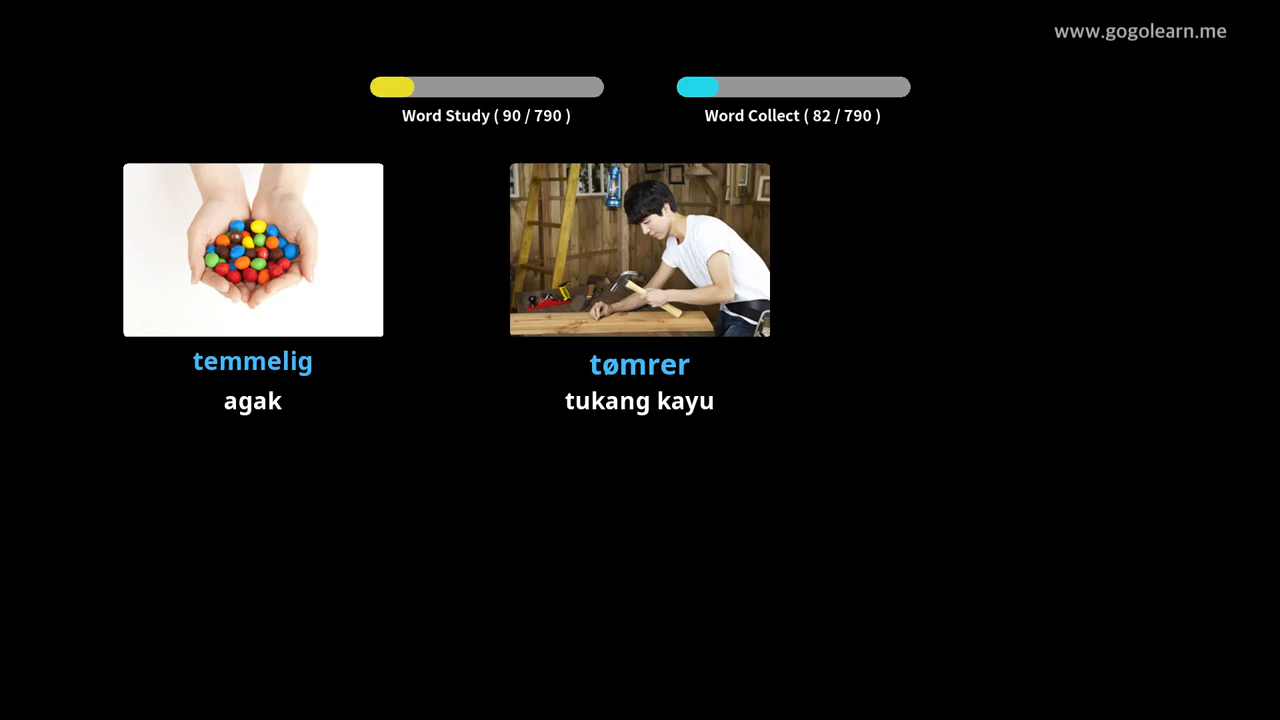 www.gogolearn.me
Word Study ( 90 / 790 )
Word Collect ( 82 / 790 )
temmelig
agak
tømrer
tukang kayu